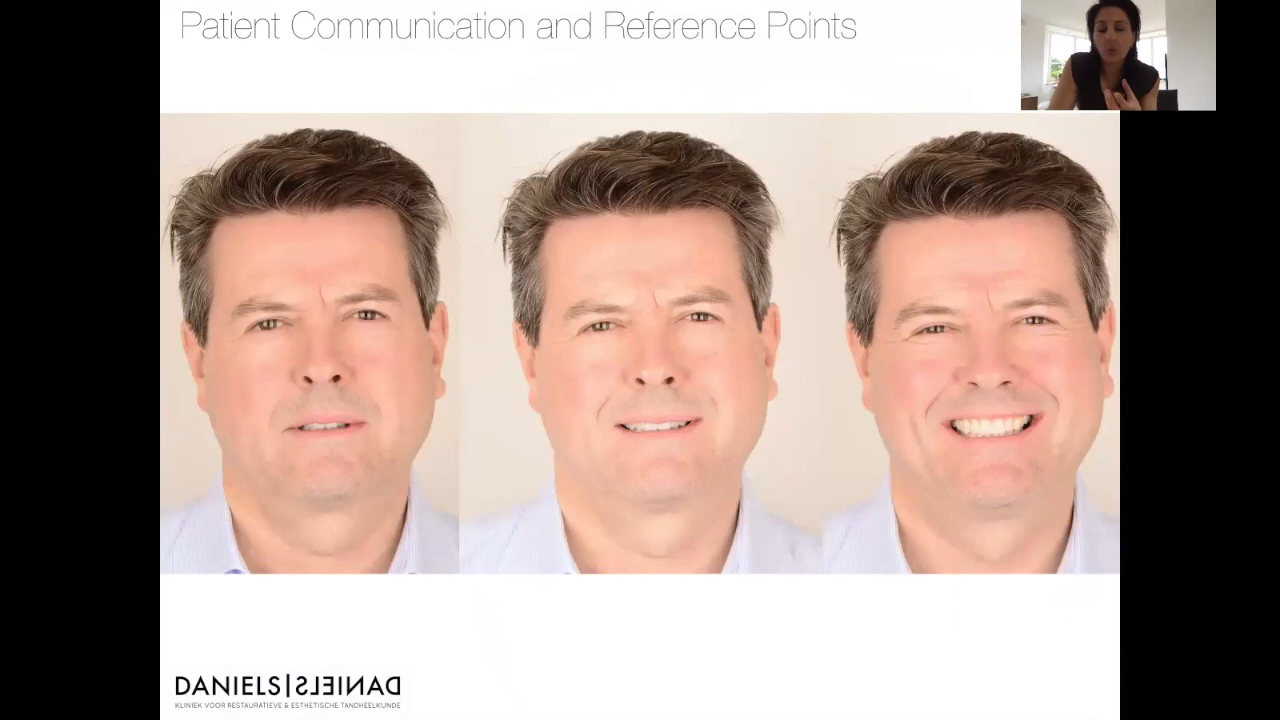 Patient Communication and Reference Points
DANIELS|DANIELS
KLINIEK VOOR RESTAURATIEVE & ESTHETISCHE TANDHEELKUNDE